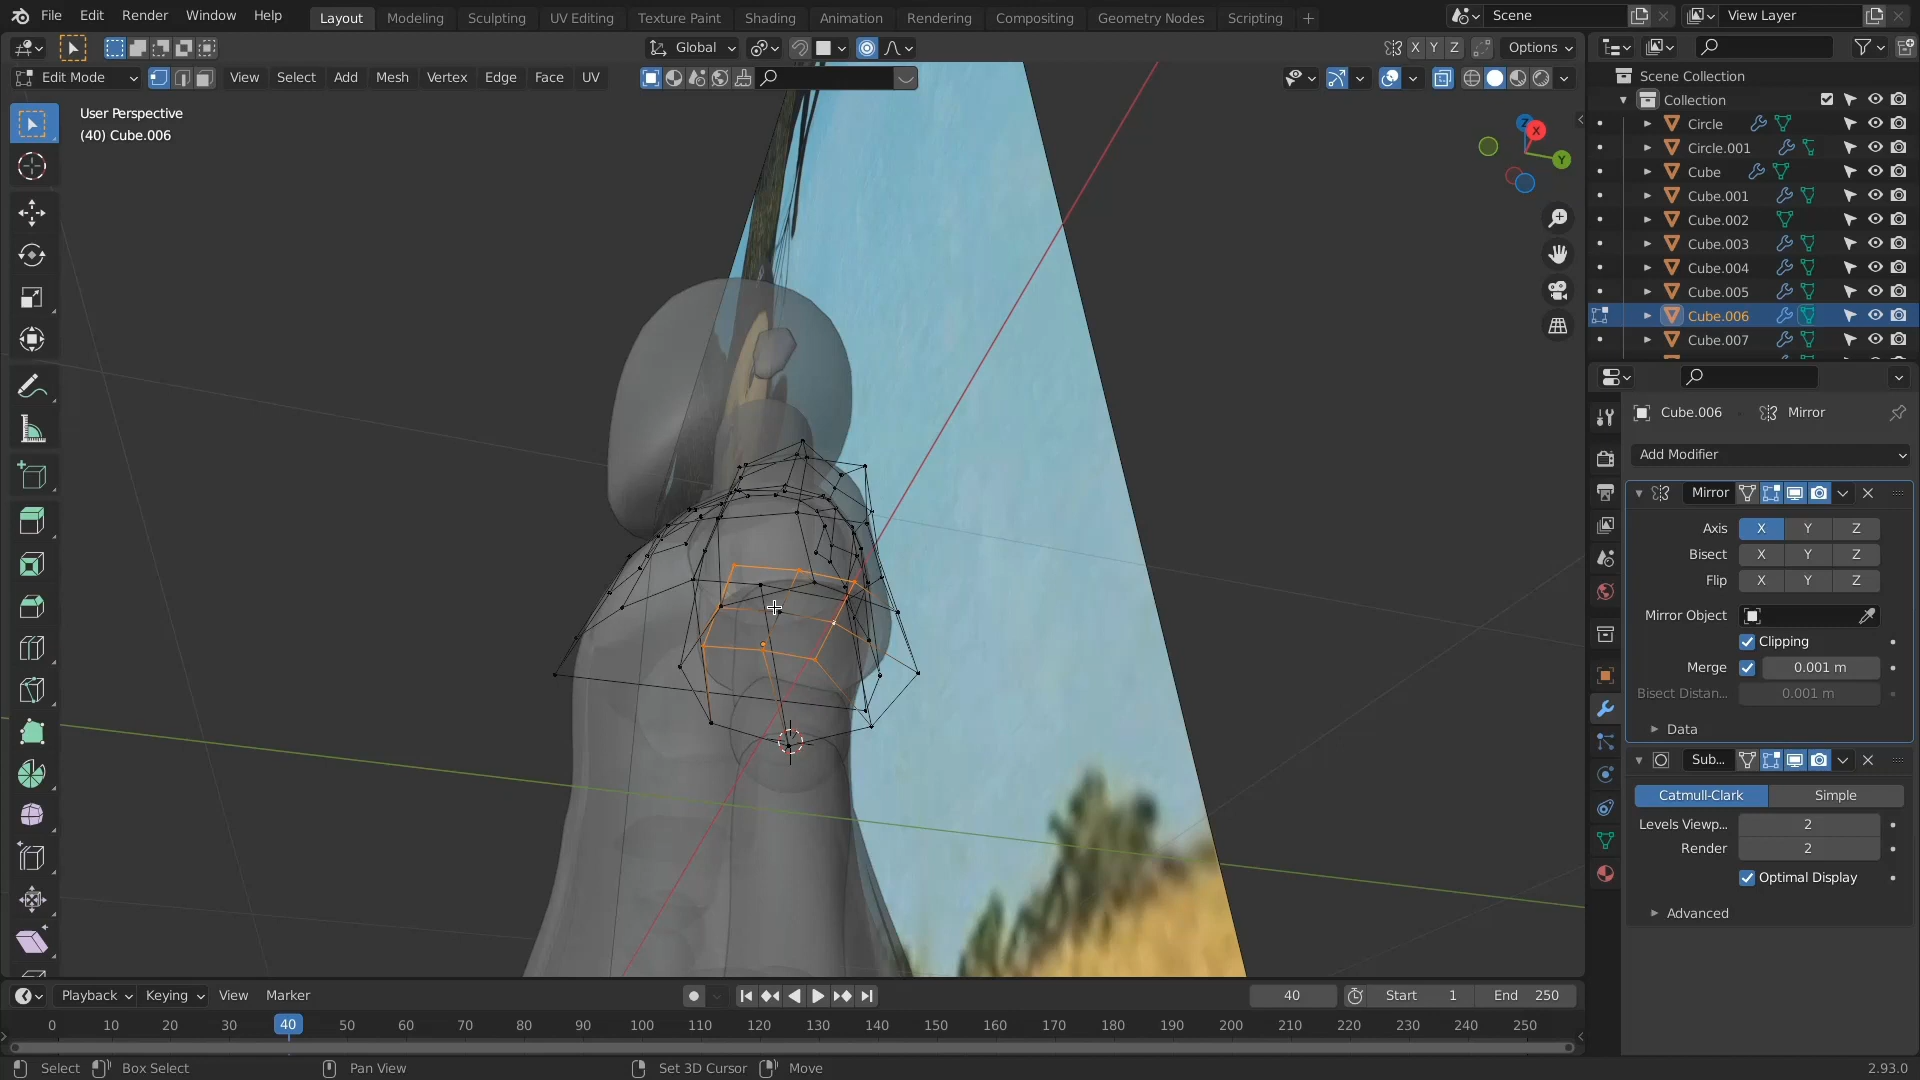 File Edit Render Window Help Layout Modeling Sculpting UV Editing Texture Paint Shading Animation Rendering Compositing Geometry Nodes Scripting Scene View Layer
Global X Y Z Options
Edit Mode View Select Add Mesh Vertex Edge Face UV
User Perspective
(40) Cube.006
Z
X
Y
Scene Collection
Collection
Circle
Circle.001
Cube
Cube.001
Cube.002
Cube.003
Cube.004
Cube.005
Cube.006
Cube.007
Cube.006 Mirror
Add Modifier
Mirror
Axis X Y Z
Bisect X Y Z
Flip X Y Z
Mirror Object
Clipping
Merge 0.001 m
Bisect Distan... 0.001 m
Data
Sub...
Catmull-Clark Simple
Levels Viewp... 2
Render 2
Optimal Display
Advanced
Playback Keying View Marker 40 Start 1 End 250
0 10 20 30 40 50 60 70 80 90 100 110 120 130 140 150 160 170 180 190 200 210 220 230 240 250
Select Box Select Pan View Set 3D Cursor Move 2.93.0